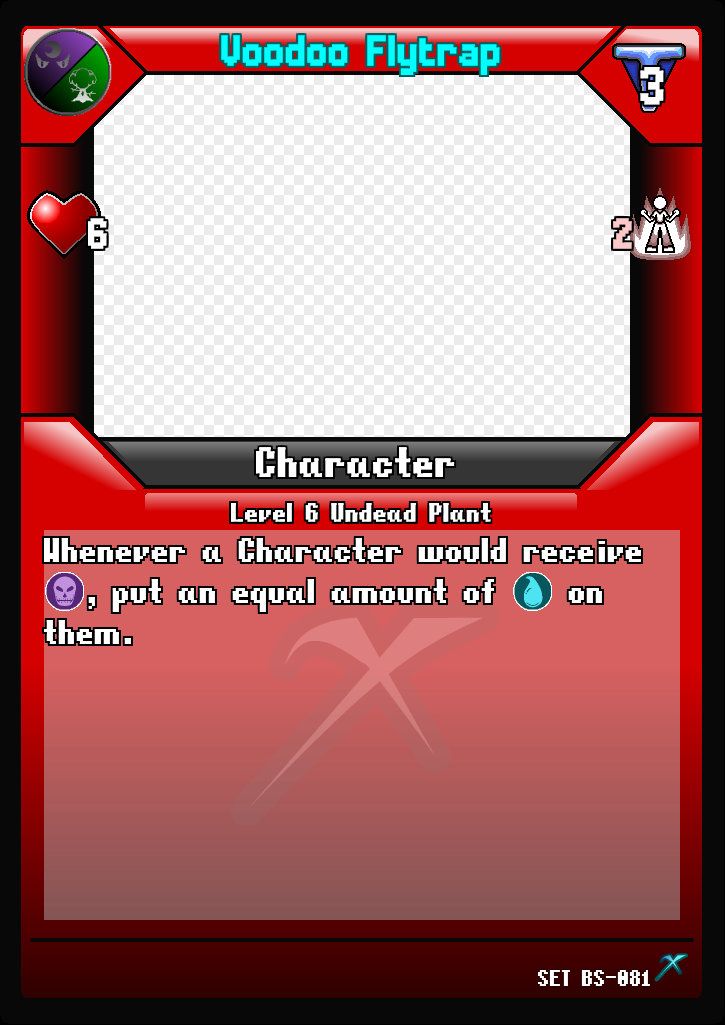 Voodoo Flytrap
3
6
2
Character
Level 6 Undead Plant
Whenever a Character would receive
, put an equal amount of on
them.
SET BS-081